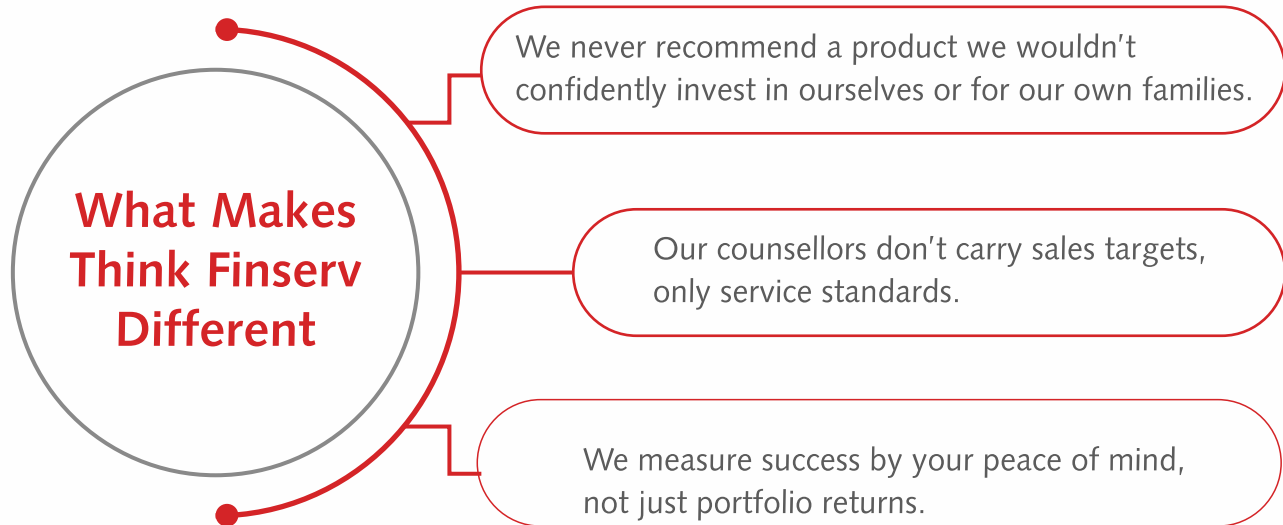 What Makes
Think Finserv
Different
We never recommend a product we wouldn't
confidently invest in ourselves or for our own families.
Our counsellors don't carry sales targets,
only service standards.
We measure success by your peace of mind,
not just portfolio returns.